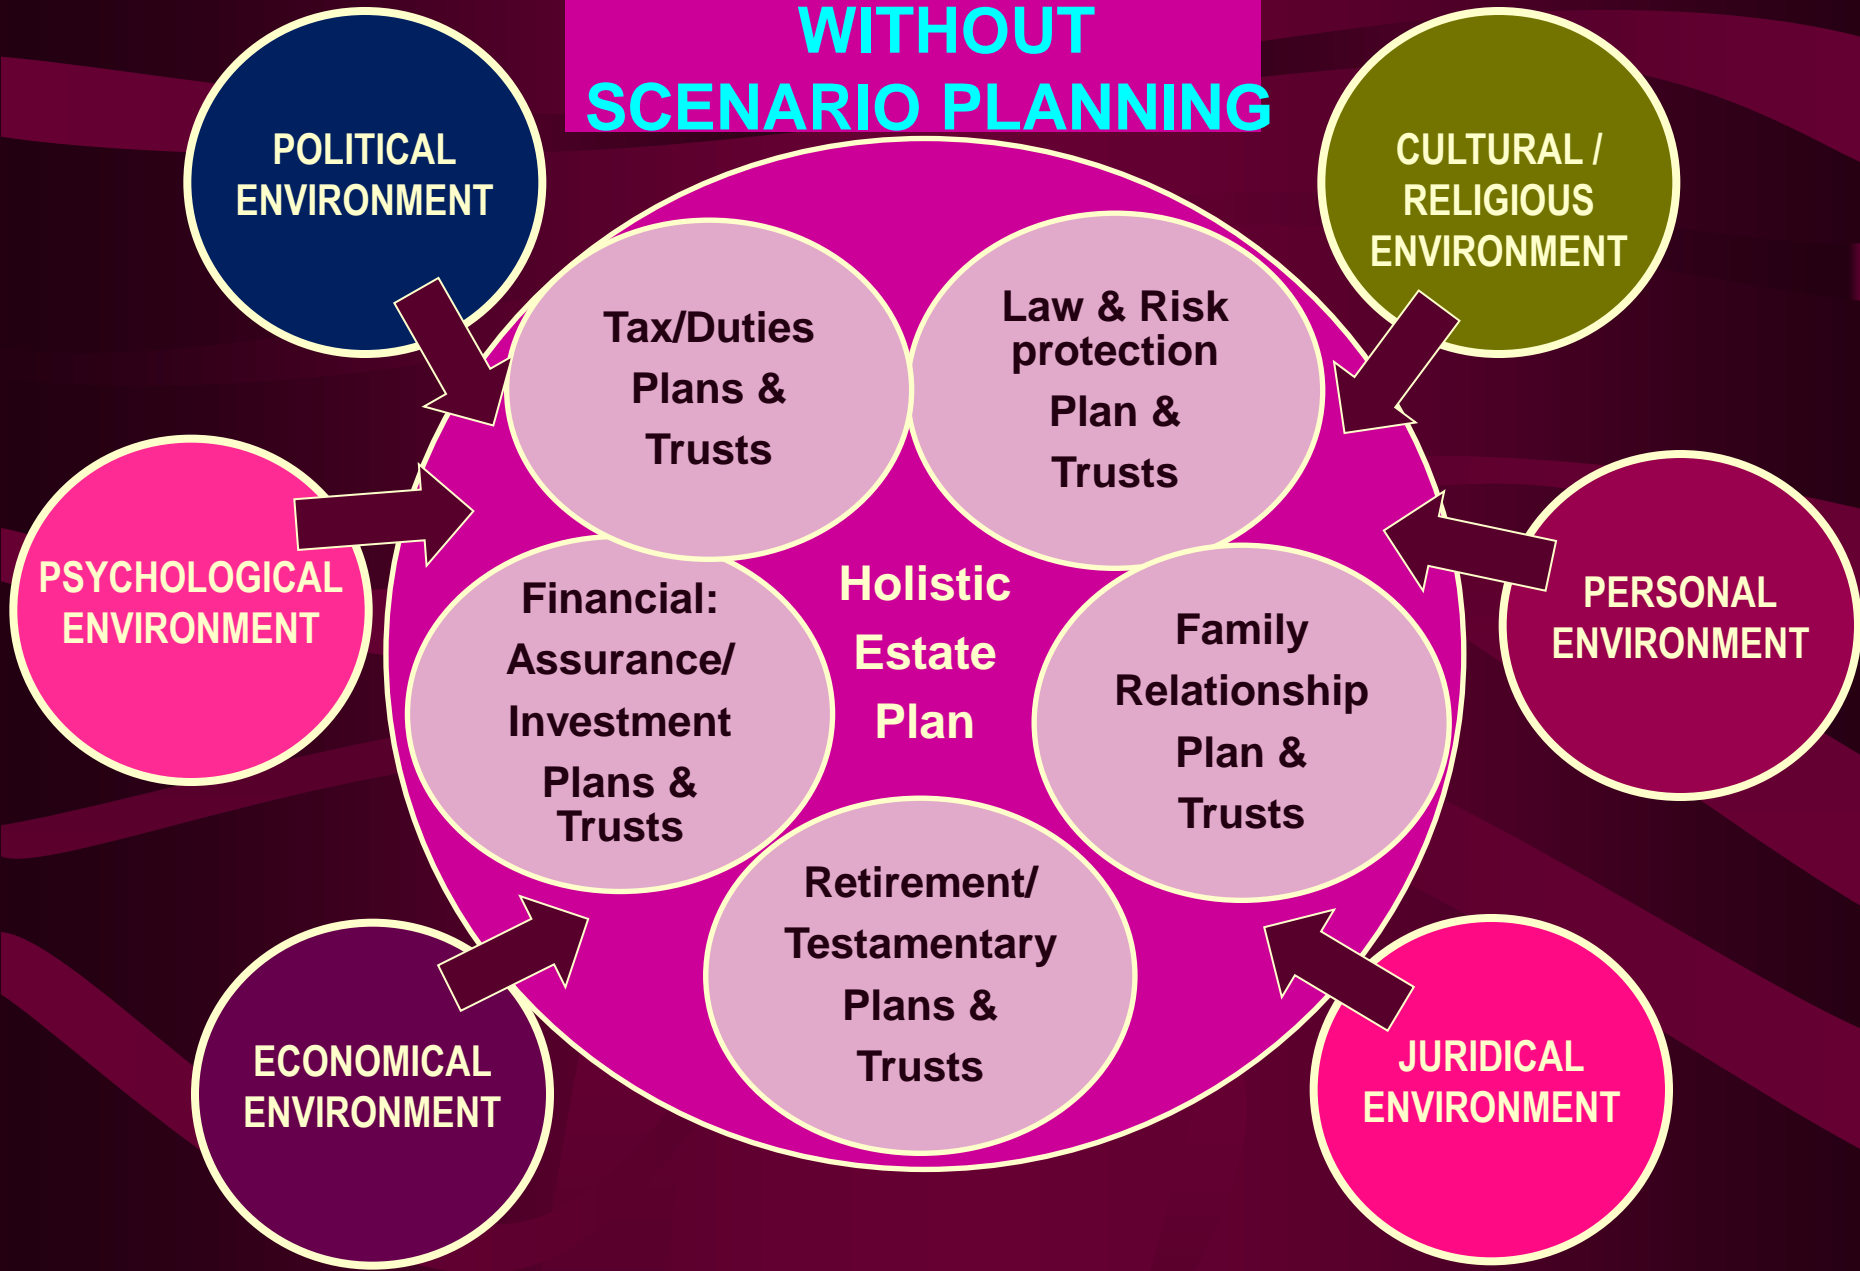 WITHOUT
SCENARIO PLANNING
POLITICAL
ENVIRONMENT
CULTURAL /
RELIGIOUS
ENVIRONMENT
Tax/Duties
Plans &
Trusts
Law & Risk
protection
Plan &
Trusts
PSYCHOLOGICAL
ENVIRONMENT
Financial:
Assurance/
Investment
Plans &
Trusts
Holistic
Estate
Plan
Family
Relationship
Plan &
Trusts
PERSONAL
ENVIRONMENT
Retirement/
Testamentary
Plans &
Trusts
ECONOMICAL
ENVIRONMENT
JURIDICAL
ENVIRONMENT